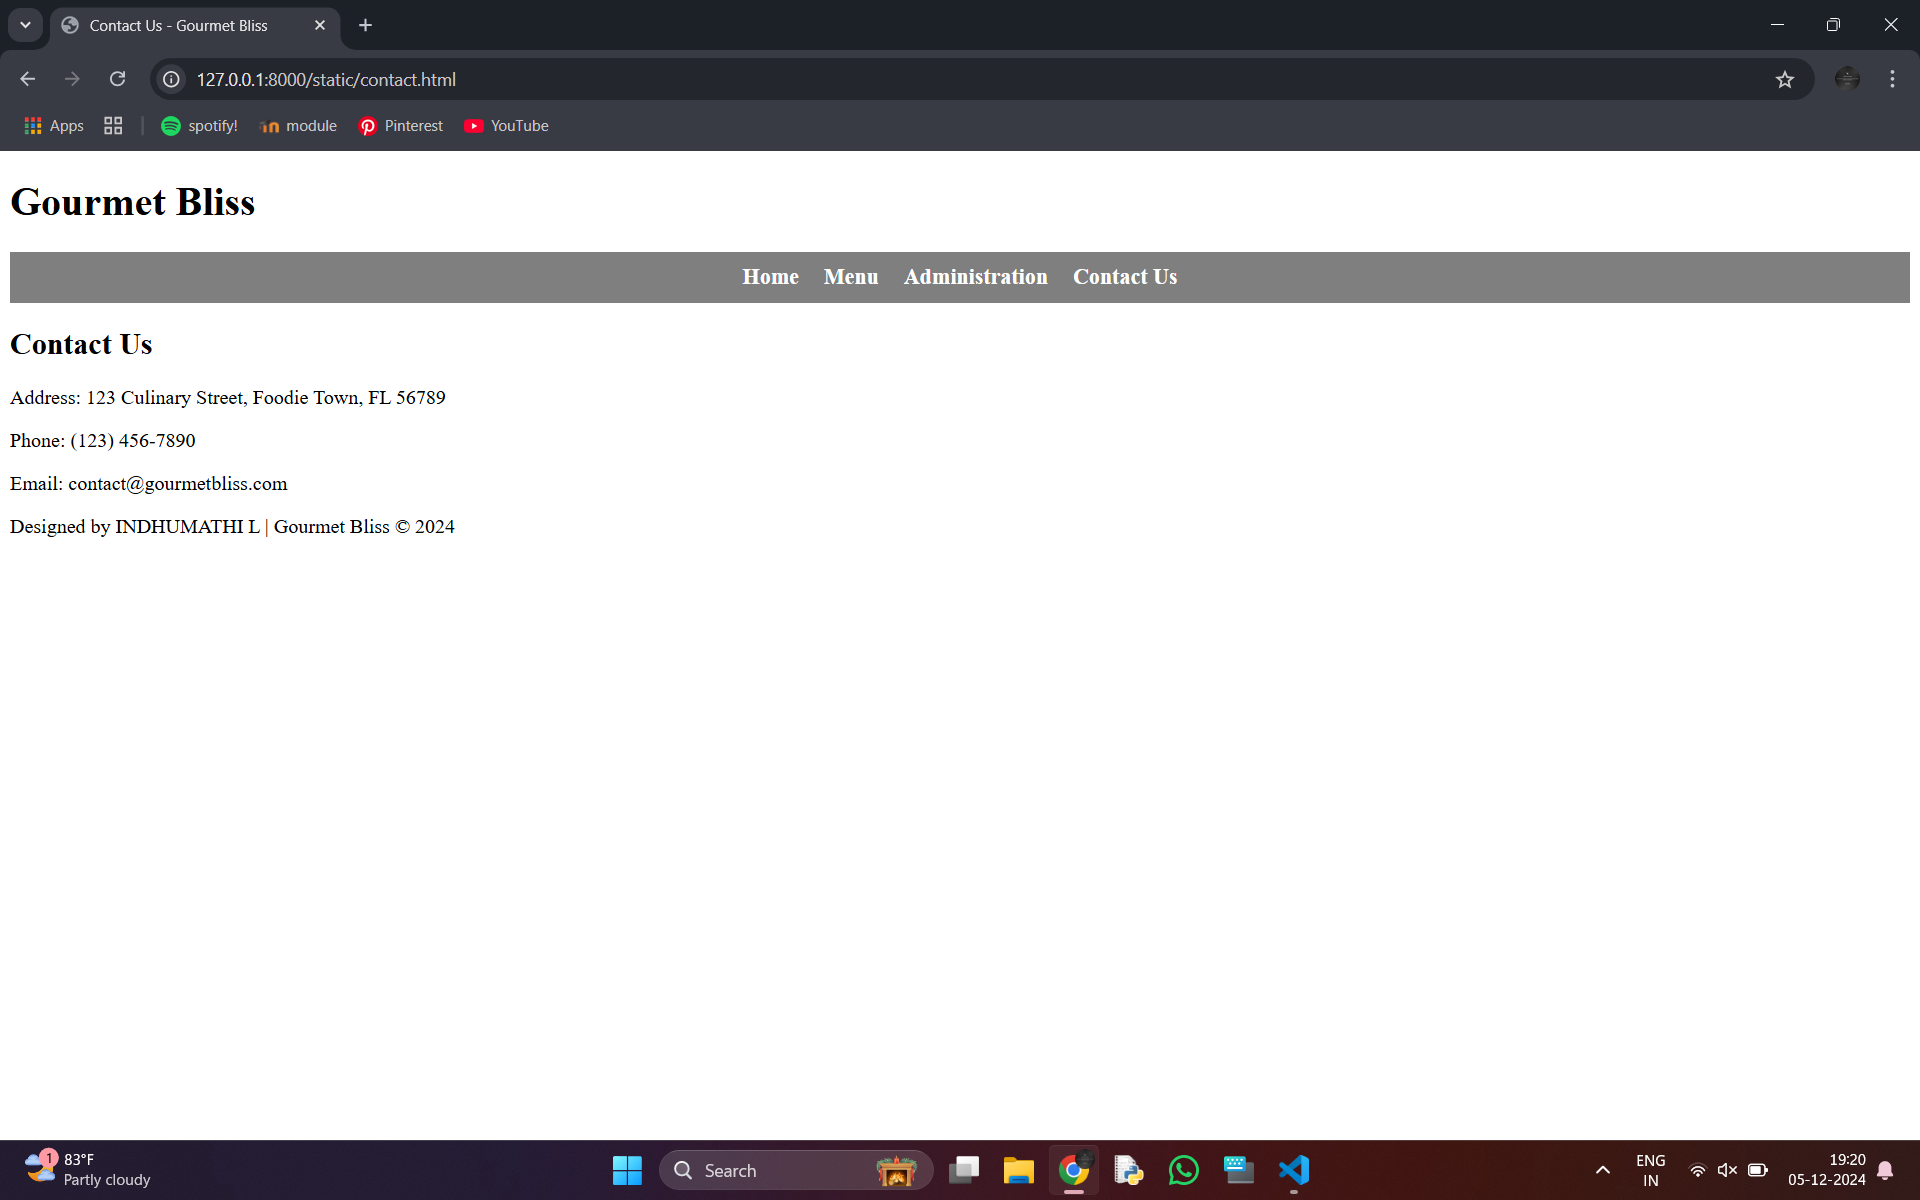 Contact Us - Gourmet Bliss
127.0.0.1:8000/static/contact.html
Apps spotify! module Pinterest YouTube
Gourmet Bliss
Home Menu Administration Contact Us
Contact Us
Address: 123 Culinary Street, Foodie Town, FL 56789
Phone: (123) 456-7890
Email: contact@gourmetbliss.com
Designed by INDHUMATHI L | Gourmet Bliss © 2024
1
83°F
Partly cloudy
Search
ENG
IN
19:20
05-12-2024